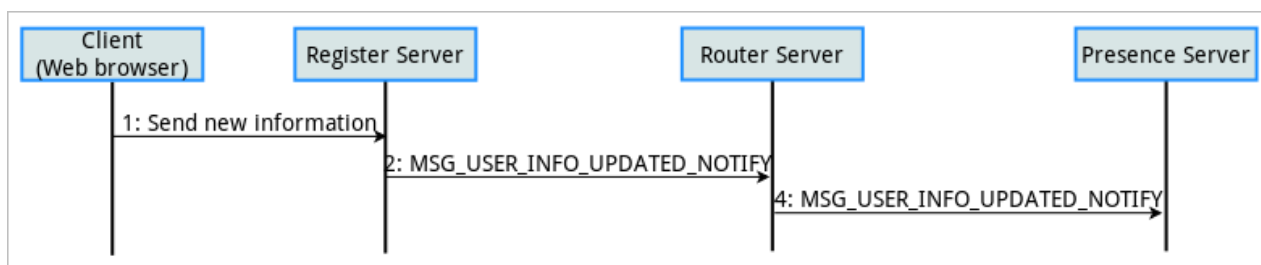 Client
(Web browser)
Register Server
Router Server
Presence Server
1: Send new information
2: MSG_USER_INFO_UPDATED_NOTIFY
4: MSG_USER_INFO_UPDATED_NOTIFY